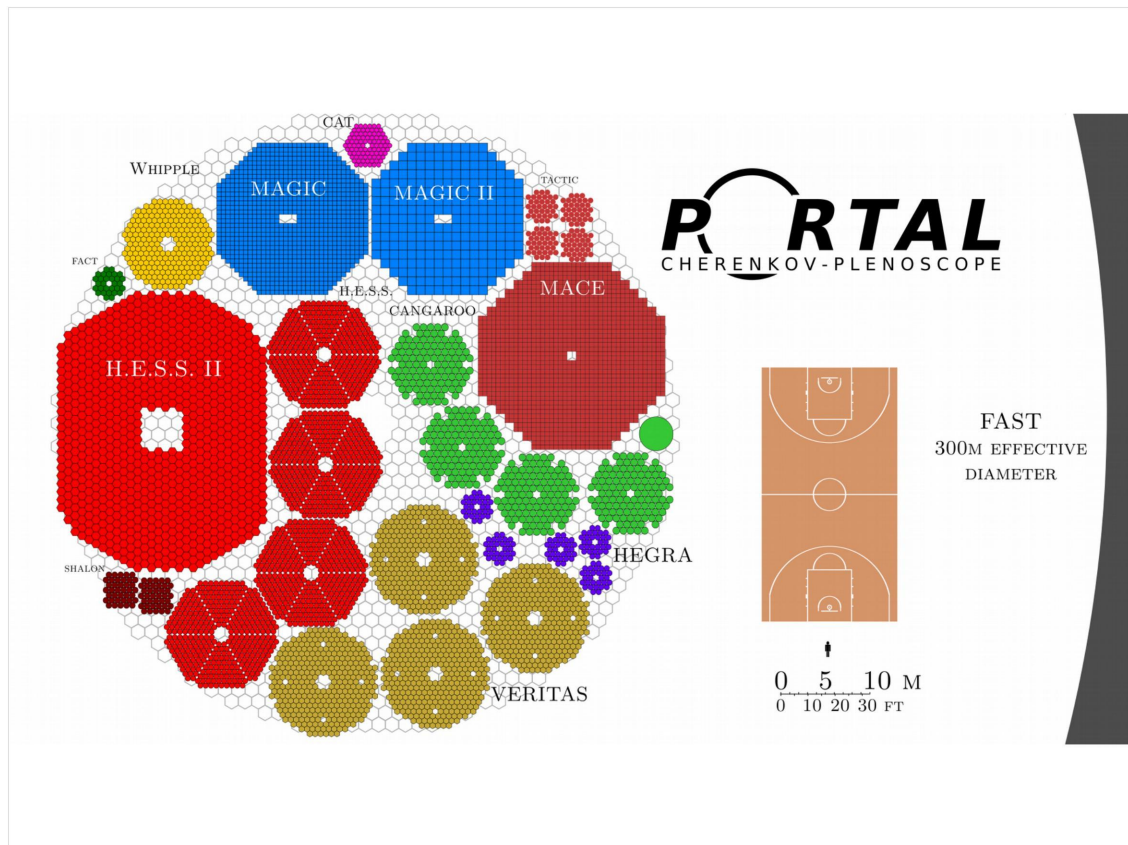 CAT
WHIPPLE
MAGIC
MAGIC II
TACTIC
PORTAL
CHERENKOV-PLENOSCOPE
FACT
H.E.S.S.
MACE
CANGAROO
H.E.S.S. II
FAST
300M EFFECTIVE
DIAMETER
HEGRA
SHALON
VERITAS
0 5 10 M
0 10 20 30 FT